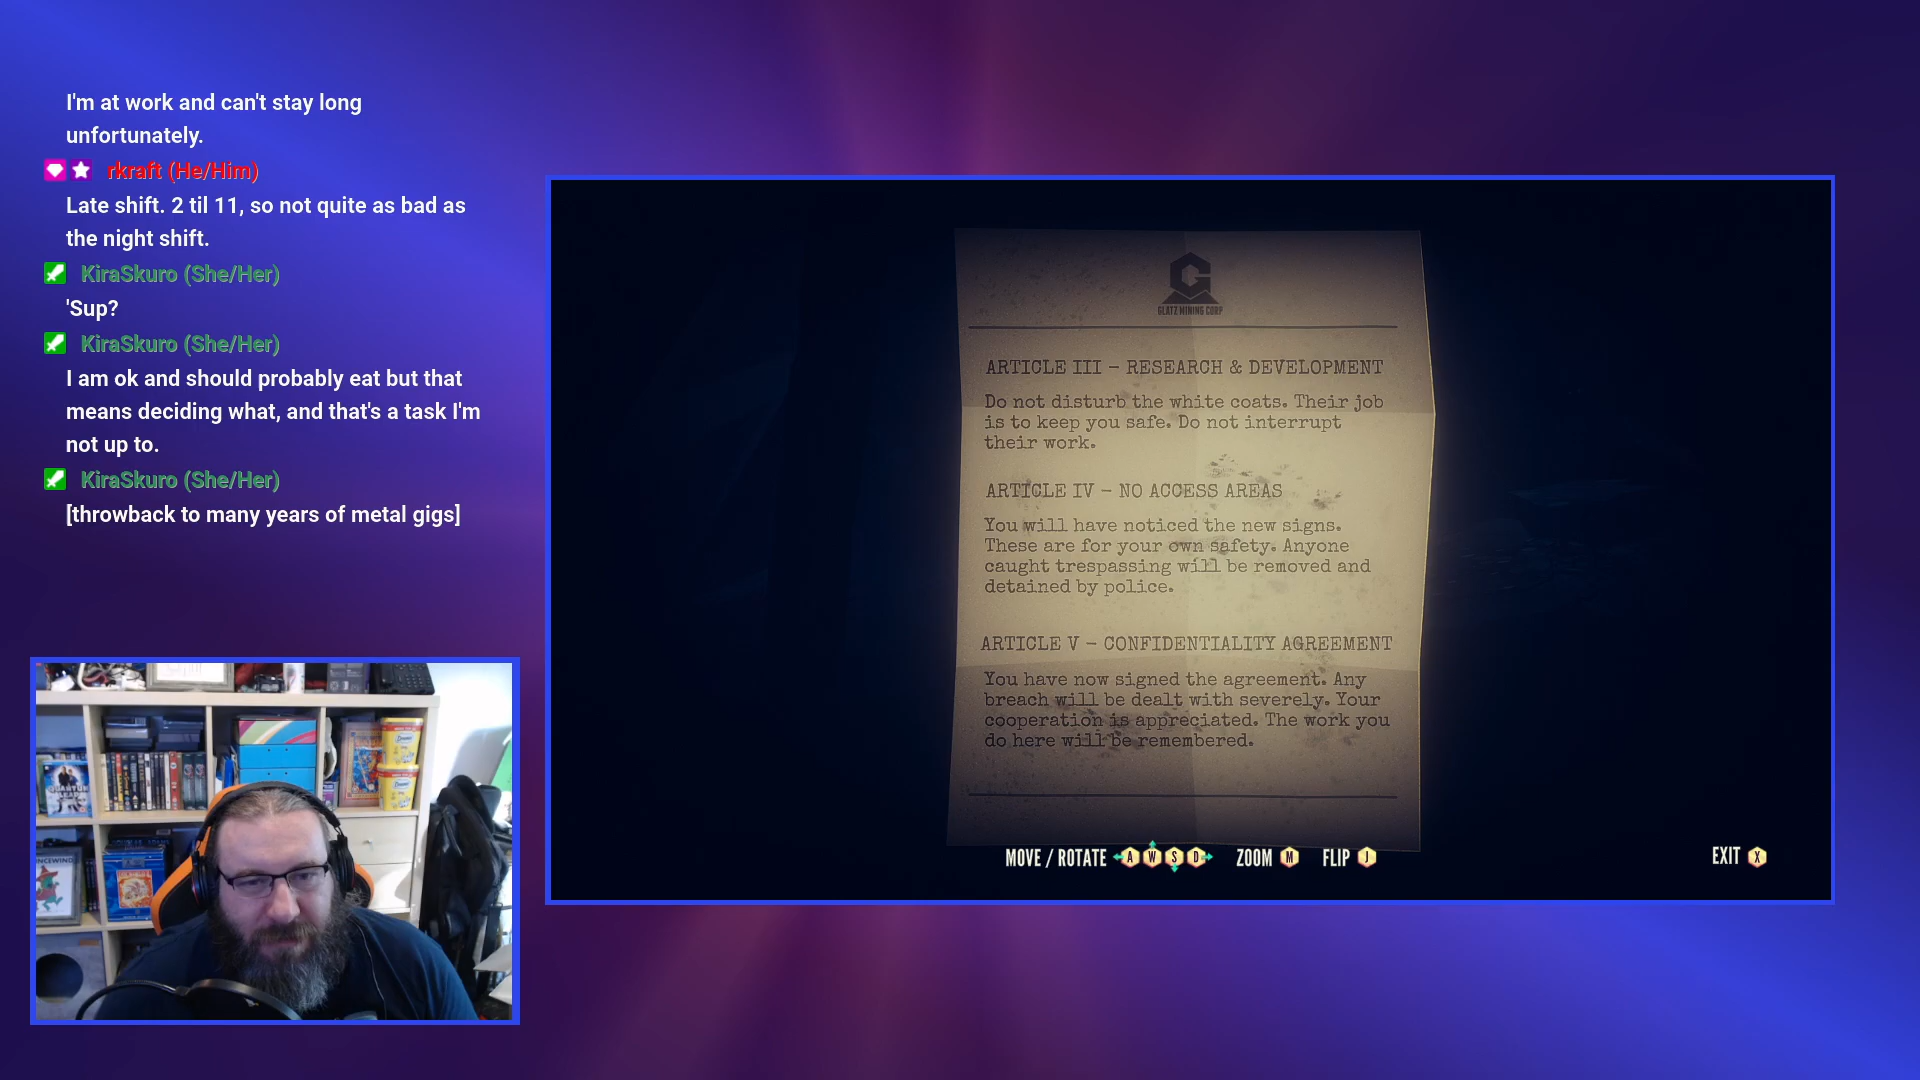 I'm at work and can't stay long
unfortunately.
rkraft (He/Him)
Late shift. 2 til 11, so not quite as bad as
the night shift.
KiraSkuro (She/Her)
'Sup?
KiraSkuro (She/Her)
I am ok and should probably eat but that
means deciding what, and that's a task I'm
not up to.
KiraSkuro (She/Her)
[throwback to many years of metal gigs]
GLATZ MINING CORP
ARTICLE III - RESEARCH & DEVELOPMENT
Do not disturb the white coats. Their job
is to keep you safe. Do not interrupt
their work.
ARTICLE IV - NO ACCESS AREAS
You will have noticed the new signs.
These are for your own safety. Anyone
caught trespassing will be removed and
detained by police.
ARTICLE V - CONFIDENTIALITY AGREEMENT
You have now signed the agreement. Any
breach will be dealt with severely. Your
cooperation is appreciated. The work you
do here will be remembered.
MOVE / ROTATE A W S D ZOOM M FLIP J
EXIT X
QUANTUM
LEAP